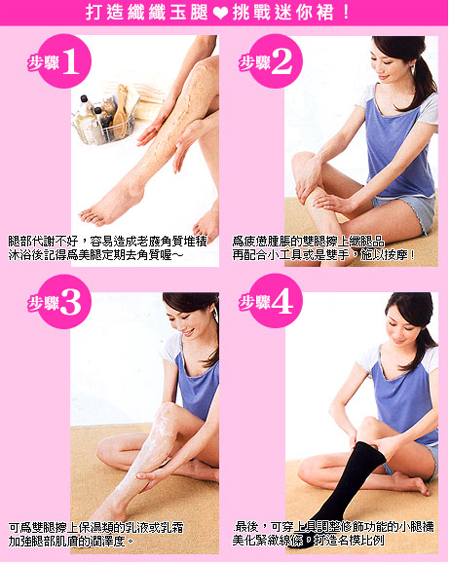 打造纖纖玉腿❤挑戰迷你裙！
步驟1
腿部代謝不好，容易造成老廢角質堆積
沐浴後記得為美腿定期去角質喔～
步驟2
為疲憊腫脹的雙腿擦上纖腿品
再配合小工具或是雙手，施以按摩！
步驟3
可為雙腿擦上保濕類的乳液或乳霜
加強腿部肌膚的潤澤度。
步驟4
最後，可穿上具調整修飾功能的小腿襪
美化緊緻線條，打造名模比例